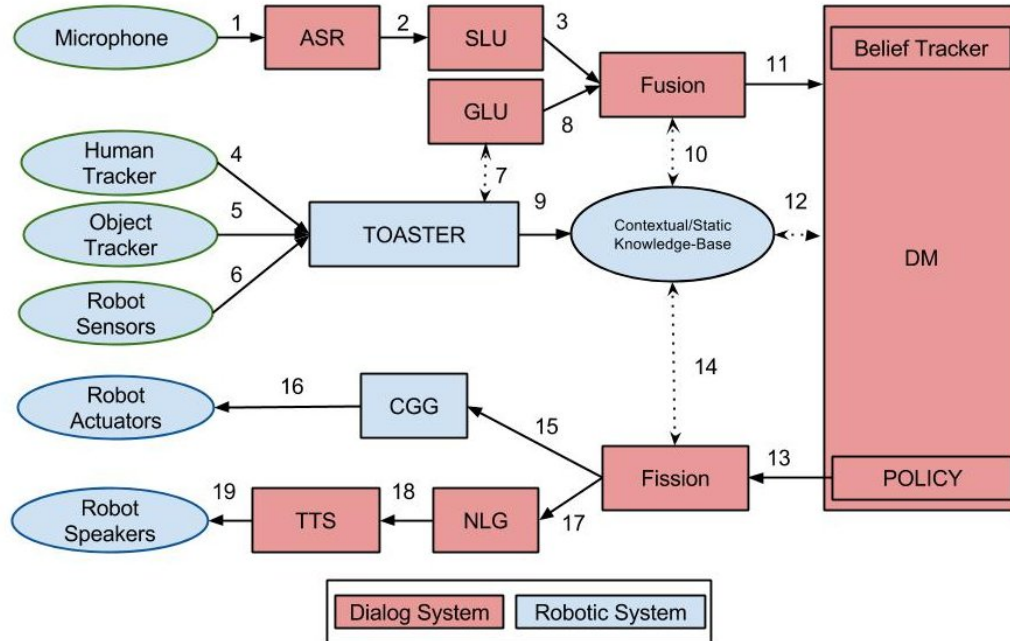 Microphone
1
ASR
2
SLU
3
GLU
8
Fusion
11
Belief Tracker
Human
Tracker
4
Object
Tracker
5
Robot
Sensors
6
7
TOASTER
9
10
Contextual/Static
Knowledge-Base
12
DM
14
Robot
Actuators
16
CGG
15
Fission
13
POLICY
Robot
Speakers
19
TTS
18
NLG
17
Dialog System
Robotic System